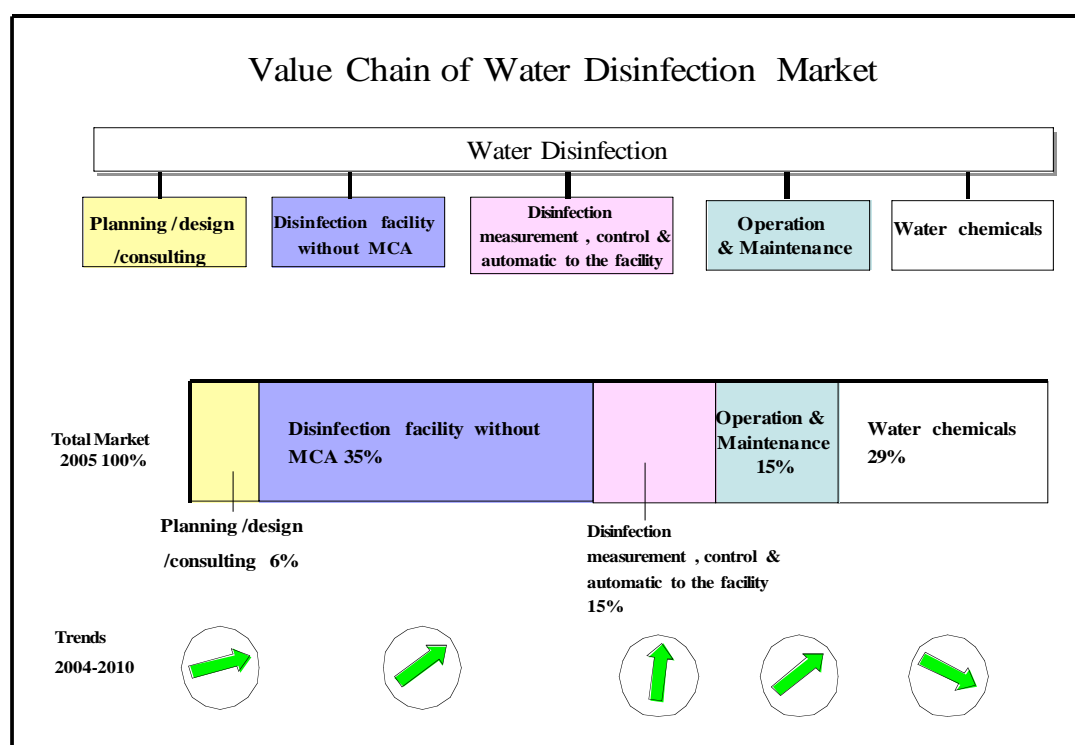 Value Chain of Water Disinfection Market
Water Disinfection
Planning /design
/consulting
Disinfection facility
without MCA
Disinfection
measurement , control &
automatic to the facility
Operation
& Maintenance
Water chemicals
Total Market
2005 100%
Disinfection facility without
MCA 35%
Operation &
Maintenance
15%
Water chemicals
29%
Planning /design
/consulting 6%
Disinfection
measurement , control &
automatic to the facility
15%
Trends
2004-2010